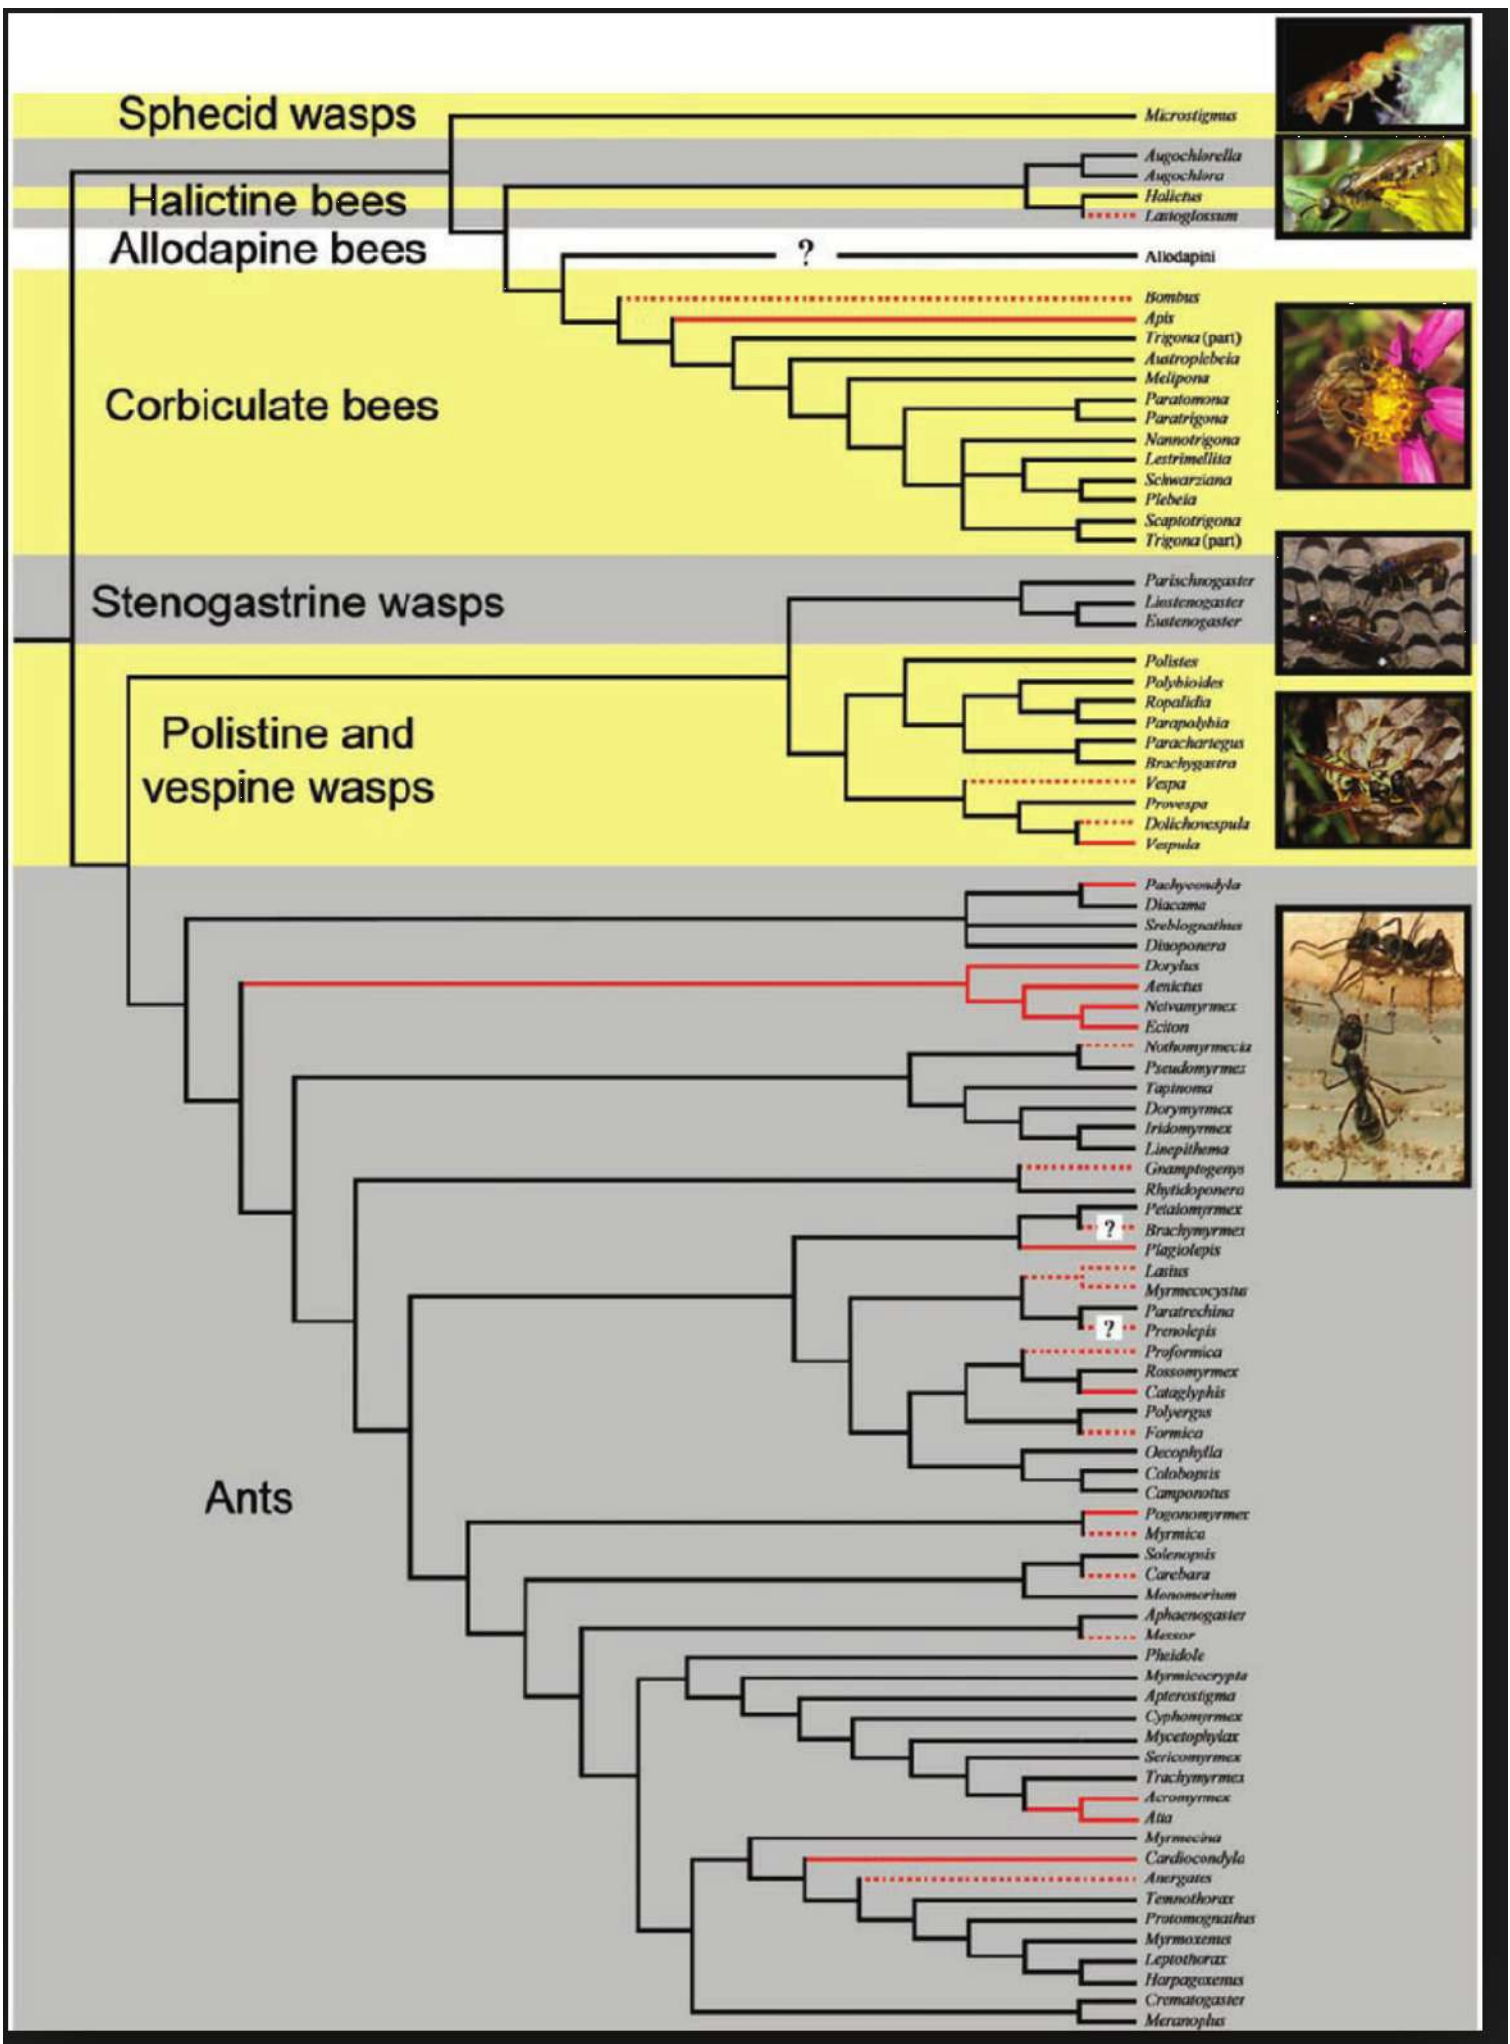 Sphecid wasps
Microstigmus
Augochlorella
Augochlora
Halictine bees
Halictus
Lasioglossum
Allodapine bees
?
Allodapini
Bombus
Apis
Trigona (part)
Austroplebeia
Melipona
Corbiculate bees
Paratomona
Paratrigona
Nannotrigona
Lestrimellita
Schwarziana
Plebeia
Scaptotrigona
Trigona (part)
Stenogastrine wasps
Parischnogaster
Liostenogaster
Eustenogaster
Polistes
Polybioides
Ropalidia
Parapolybia
Polistine and
vespine wasps
Parachartegus
Brachygastra
Vespa
Provespa
Dolichovespula
Vespula
Pachycondyla
Diacama
Sreblognathus
Dinoponera
Dorylus
Aenictus
Neivamyrmex
Eciton
Nothomyrmecia
Pseudomyrmex
Tapinoma
Dorymyrmex
Iridomyrmex
Linepithema
Gnamptogenys
Rhytidoponera
Petalomyrmex
?
Brachymyrmex
Plagiolepis
Lasius
Myrmecocystus
Paratrechina
?
Prenolepis
Proformica
Rossomyrmex
Cataglyphis
Polyergus
Formica
Oecophylla
Colobopsis
Camponotus
Ants
Pogonomyrmex
Myrmica
Solenopsis
Carebara
Monomorium
Aphaenogaster
Messor
Pheidole
Myrmicocrypta
Apterostigma
Cyphomyrmex
Mycetophylax
Sericomyrmex
Trachymyrmex
Acromyrmex
Atta
Myrmecina
Cardiocondyla
Anergates
Temnothorax
Protomognathus
Myrmoxenus
Leptothorax
Harpagoxenus
Crematogaster
Meranoplus